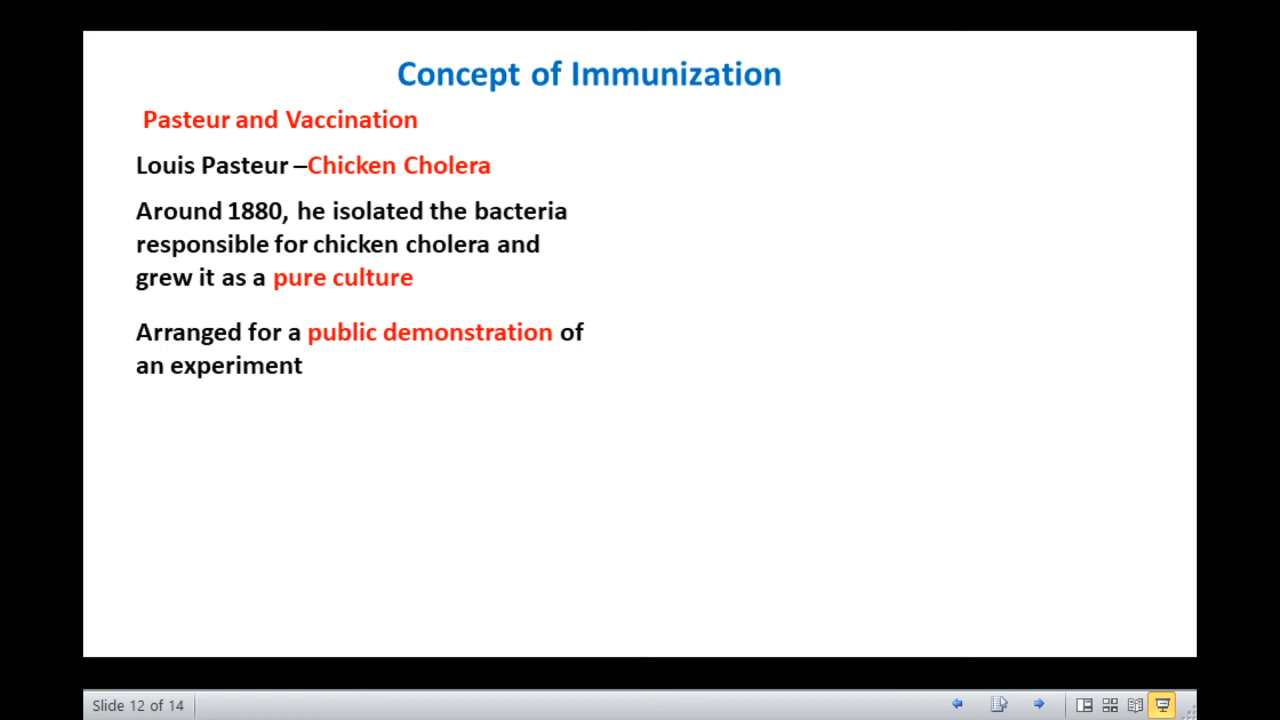 Concept of Immunization
Pasteur and Vaccination
Louis Pasteur –Chicken Cholera
Around 1880, he isolated the bacteria
responsible for chicken cholera and
grew it as a pure culture
Arranged for a public demonstration of
an experiment
Slide 12 of 14